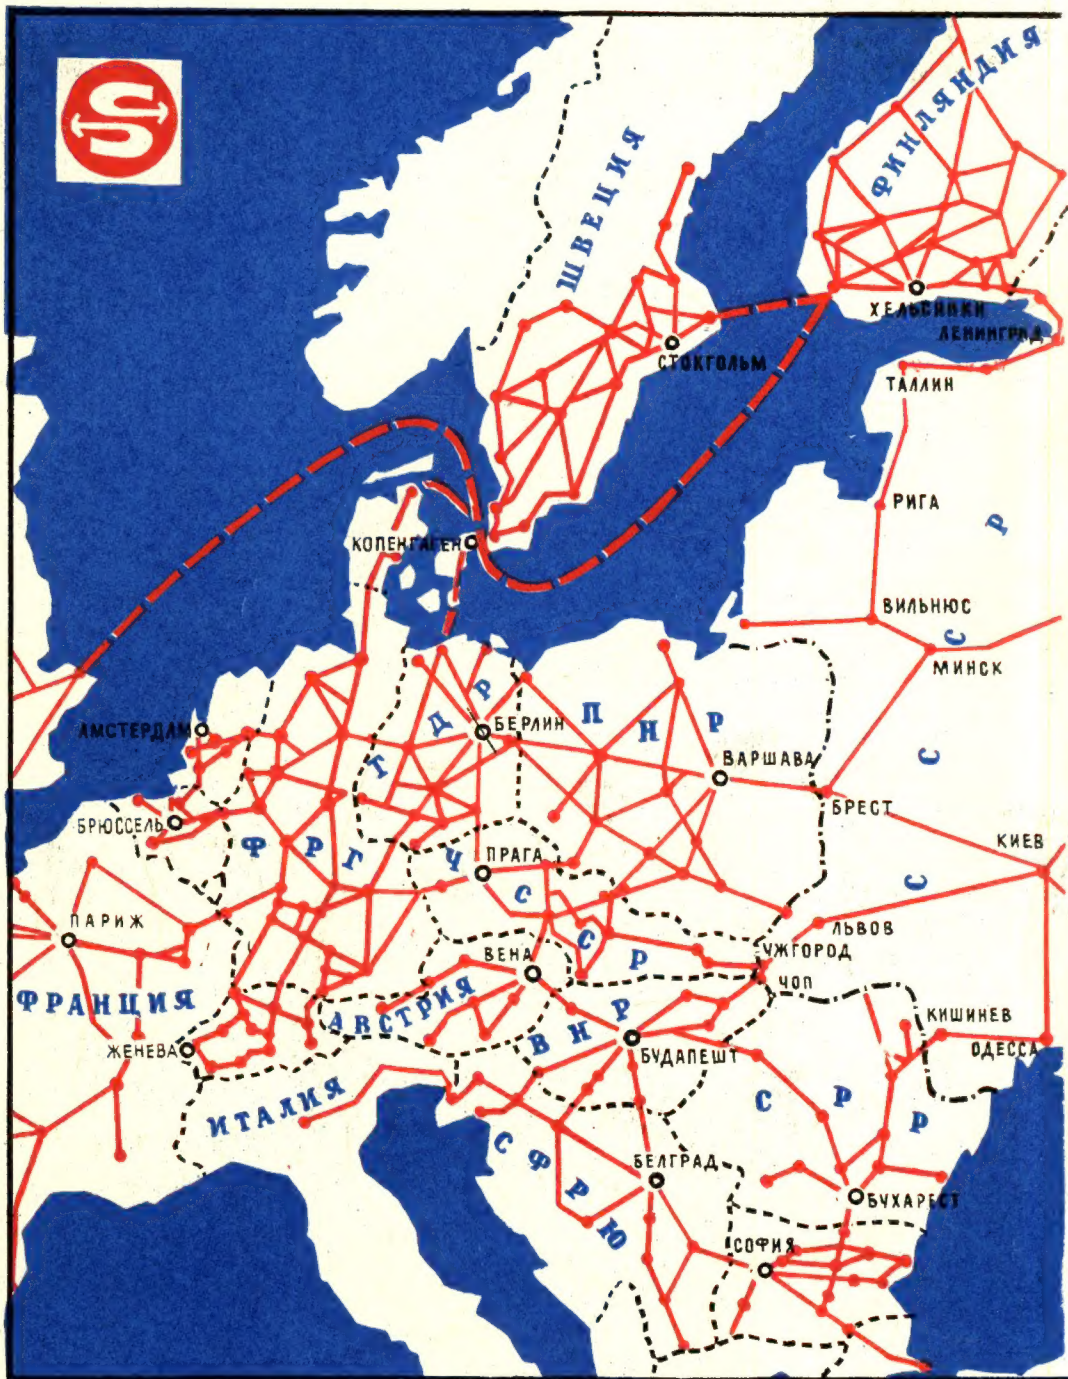 S
ФИНЛЯНДИЯ
ШВЕЦИЯ
ХЕЛЬСИНКИ
ЛЕНИНГРАД
СТОКГОЛЬМ
ТАЛЛИН
РИГА
КОПЕНГАГЕН
ВИЛЬНЮС
МИНСК
СССР
АМСТЕРДАМ
ГДР
БЕРЛИН
ПНР
ВАРШАВА
БРЕСТ
БРЮССЕЛЬ
ФРГ
ПРАГА
ЧССР
КИЕВ
ПАРИЖ
ЛЬВОВ
ВЕНА
УЖГОРОД
ЧОП
ФРАНЦИЯ
АВСТРИЯ
ВНР
КИШИНЕВ
ЖЕНЕВА
БУДАПЕШТ
ОДЕССА
ИТАЛИЯ
СРР
СФРЮ
БЕЛГРАД
БУХАРЕСТ
СОФИЯ